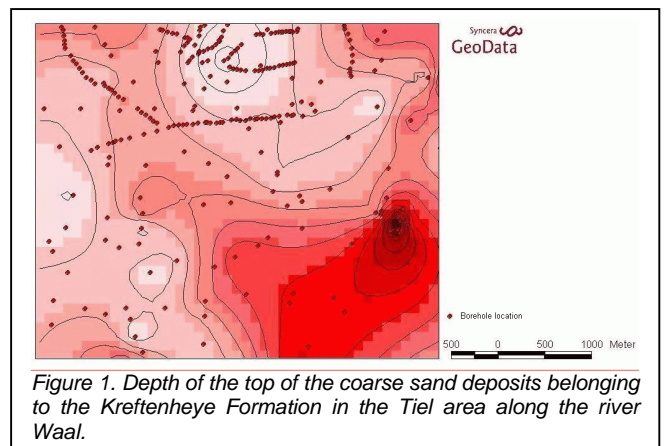 Syncera
GeoData
Borehole location
500 0 500 1000 Meter
Figure 1. Depth of the top of the coarse sand deposits belonging
to the Kreftenheye Formation in the Tiel area along the river
Waal.